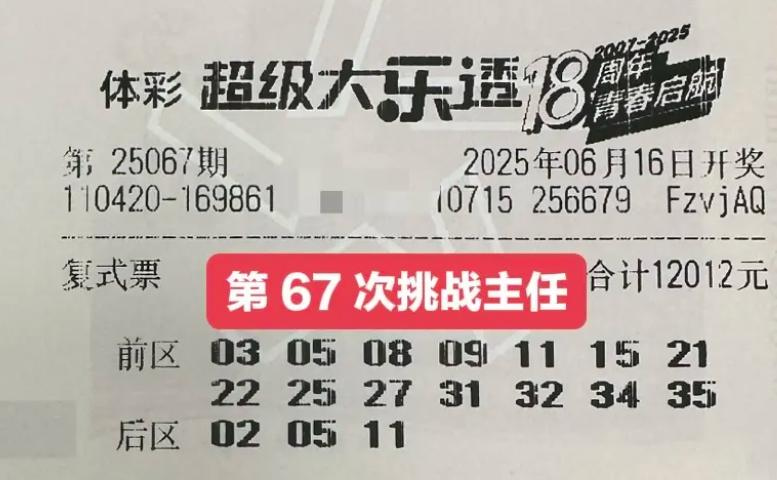 2007-2025
体彩 超级大乐透 18周年
青春启航
第 25067期 2025年06月16日开奖
110420-169861 10715 256679 FzvjAQ
复式票 第 67 次挑战主任 合计12012元
前区 03 05 08 09 11 15 21
22 25 27 31 32 34 35
后区 02 05 11